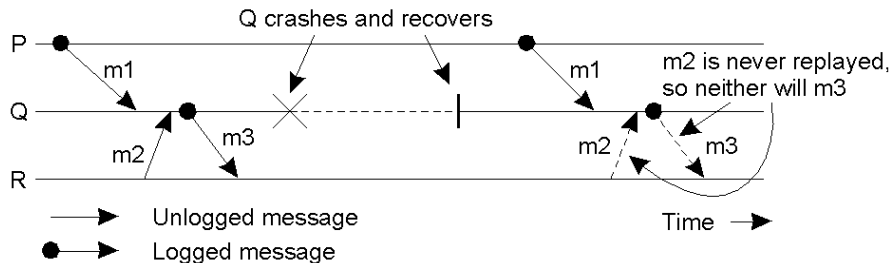 Q crashes and recovers
P
m1
m1
m2 is never replayed,
so neither will m3
Q
m2
m3
m2
m3
R
Unlogged message
Time
Logged message